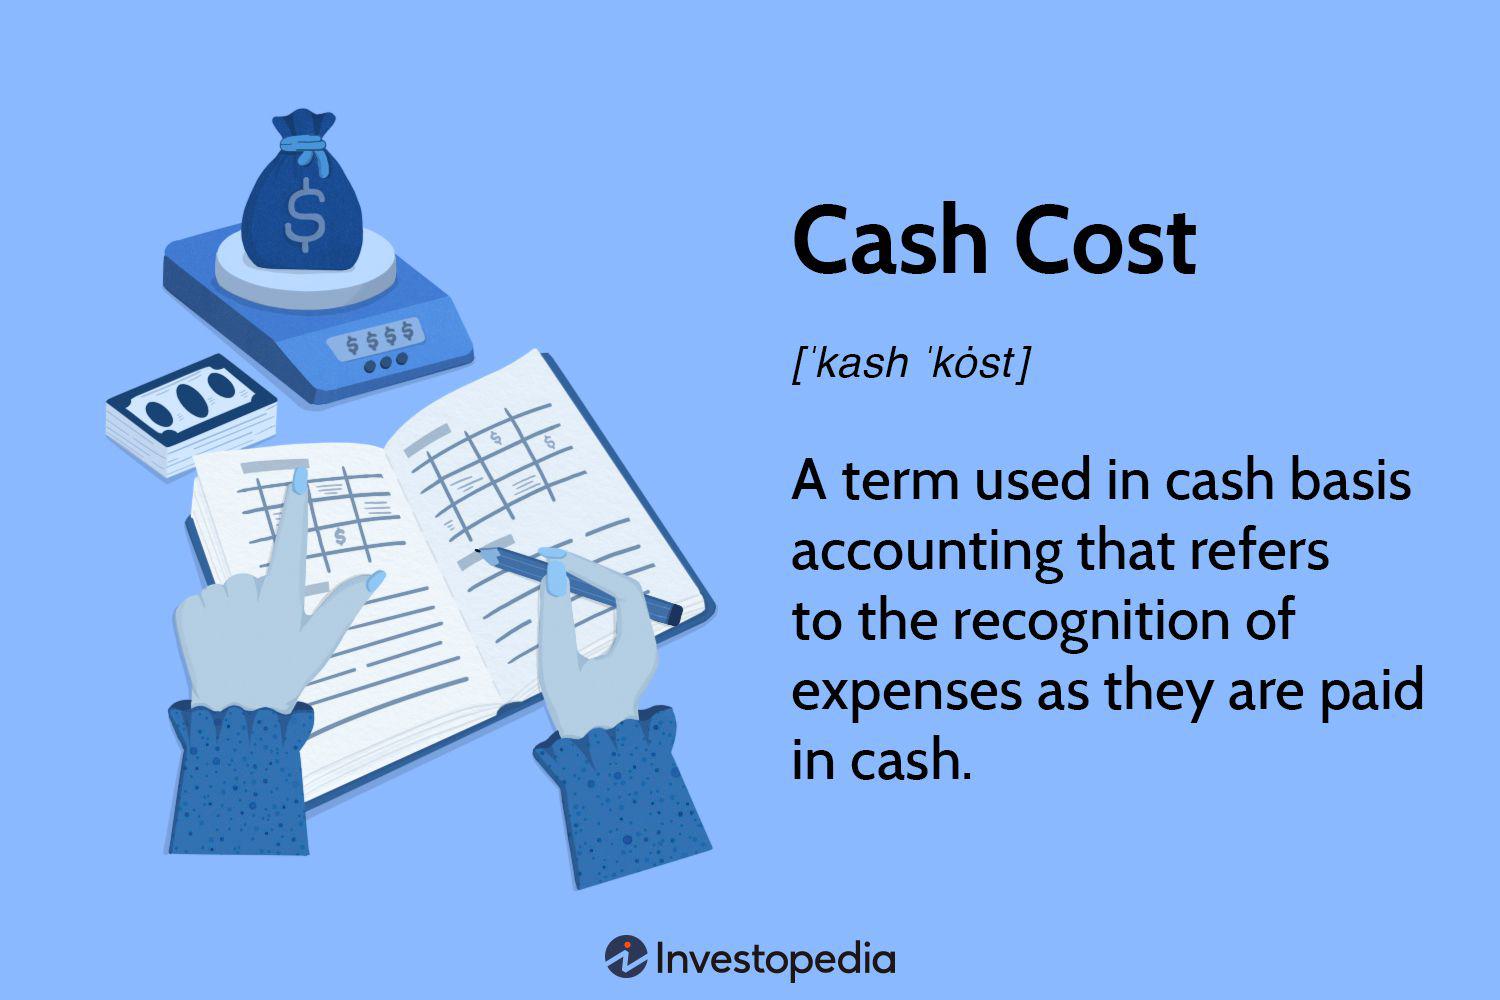 $
$ $ $ $
$ $
$
Cash Cost
[ˈkash ˈkȯst]
A term used in cash basis
accounting that refers
to the recognition of
expenses as they are paid
in cash.
Investopedia